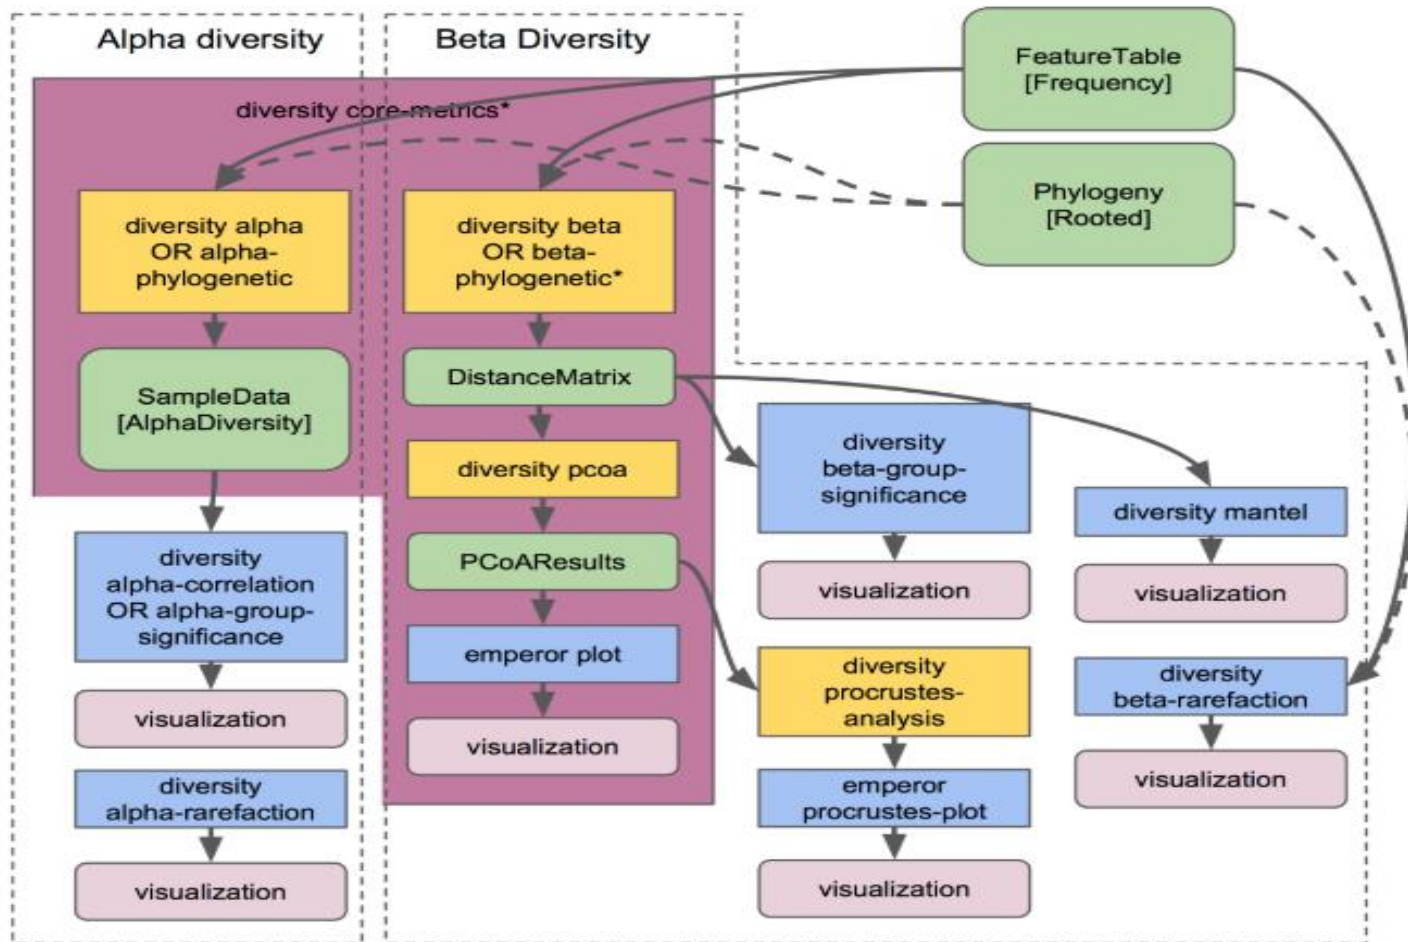 Alpha diversity
Beta Diversity
FeatureTable
[Frequency]
diversity core-metrics*
Phylogeny
[Rooted]
diversity alpha
OR alpha-
phylogenetic
diversity beta
OR beta-
phylogenetic*
SampleData
[AlphaDiversity]
DistanceMatrix
diversity pcoa
PCoAResults
emperor plot
visualization
diversity
alpha-correlation
OR alpha-group-
significance
visualization
diversity
alpha-rarefaction
visualization
diversity
beta-group-
significance
visualization
diversity mantel
visualization
diversity
procrustes-
analysis
emperor
procrustes-plot
visualization
diversity
beta-rarefaction
visualization